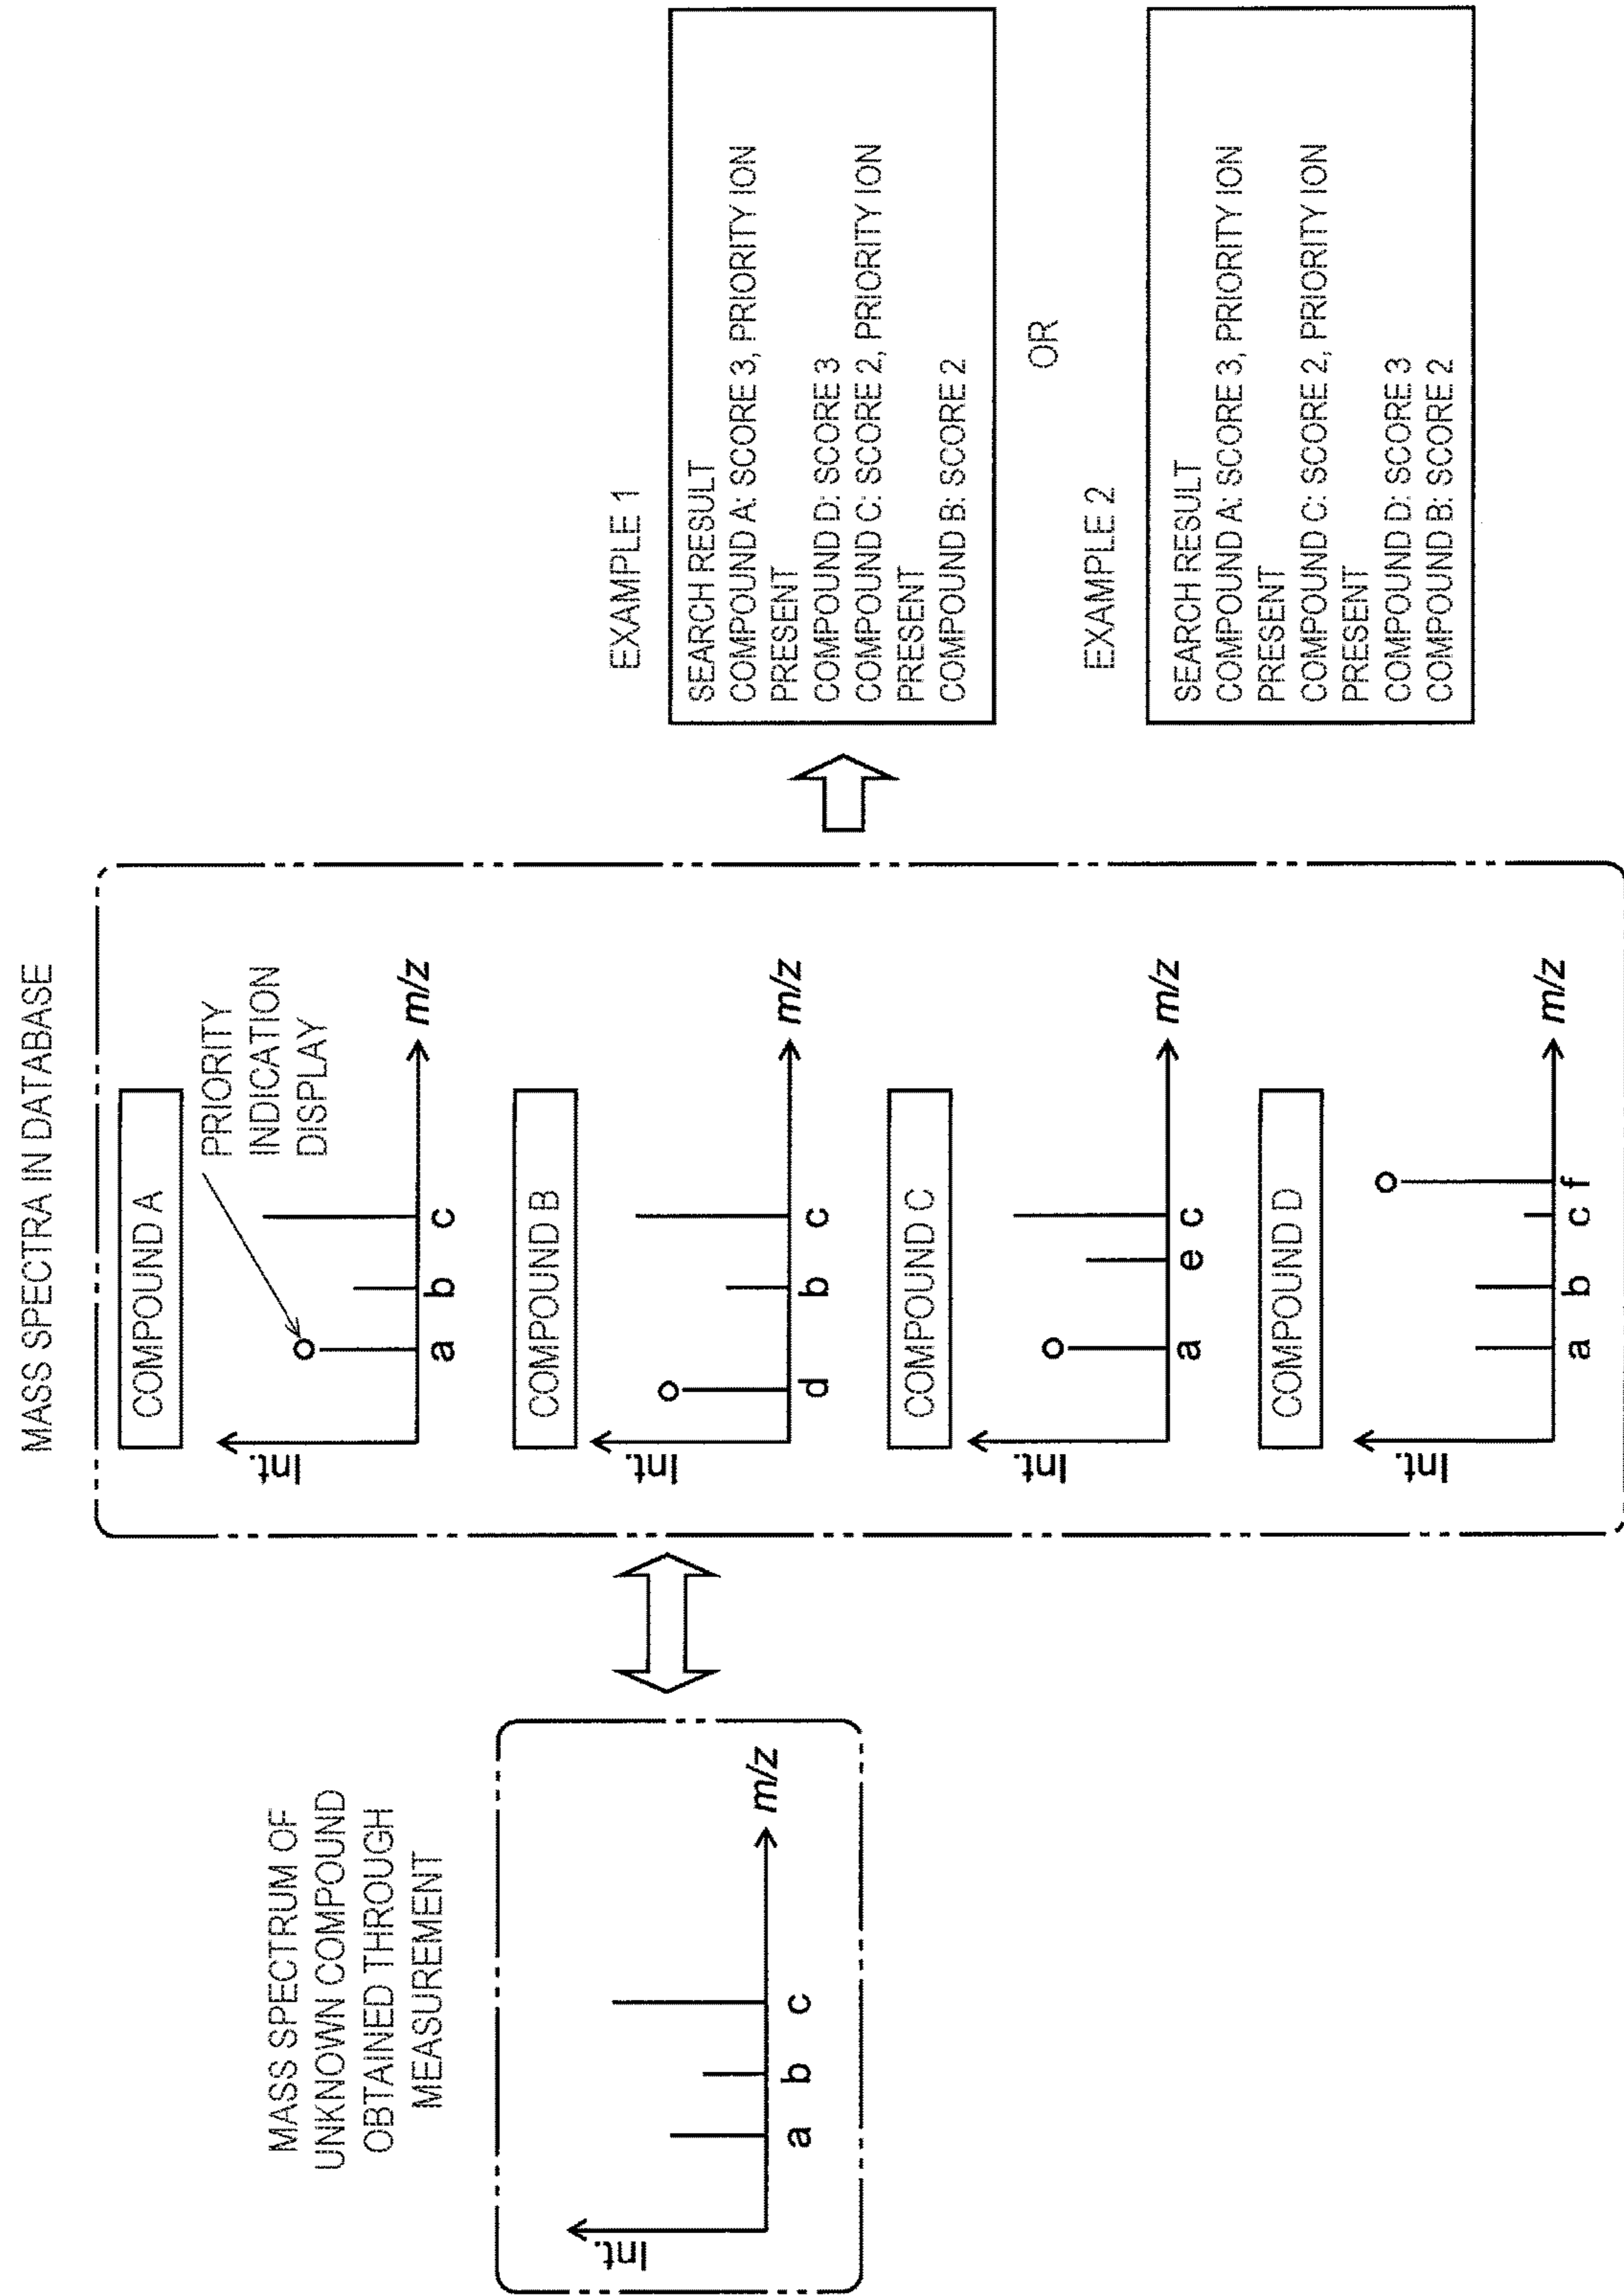 MASS SPECTRUM OF
UNKNOWN COMPOUND
OBTAINED THROUGH
MEASUREMENT
Int.
a
b
c
m/z
MASS SPECTRA IN DATABASE
COMPOUND A
PRIORITY
INDICATION
DISPLAY
Int.
a
b
c
m/z
COMPOUND B
Int.
d
b
c
m/z
COMPOUND C
Int.
a
e
c
m/z
COMPOUND D
Int.
a
b
c
f
m/z
EXAMPLE 1
SEARCH RESULT
COMPOUND A: SCORE 3, PRIORITY ION
PRESENT
COMPOUND D: SCORE 3
COMPOUND C: SCORE 2, PRIORITY ION
PRESENT
COMPOUND B: SCORE 2
OR
EXAMPLE 2
SEARCH RESULT
COMPOUND A: SCORE 3, PRIORITY ION
PRESENT
COMPOUND C: SCORE 2, PRIORITY ION
PRESENT
COMPOUND D: SCORE 3
COMPOUND B: SCORE 2